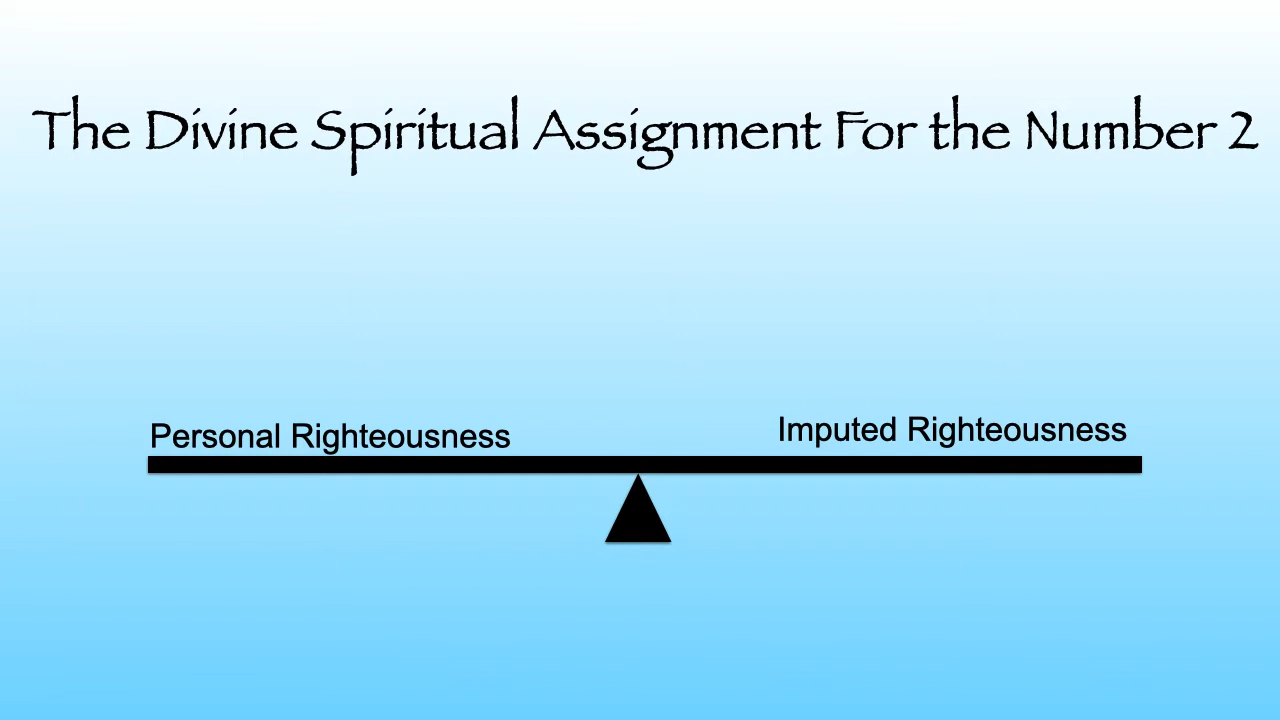 The Divine Spiritual Assignment For the Number 2
Personal Righteousness
Imputed Righteousness